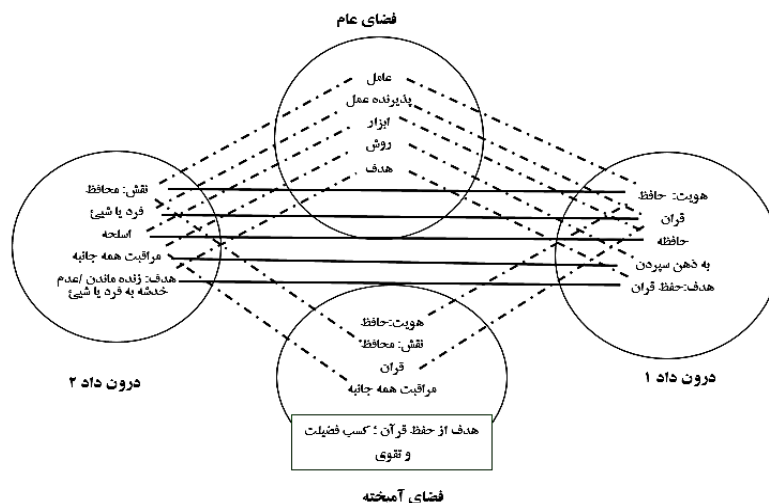 فضای عام
عامل
پذیرنده عمل
ابزار
روش
هدف
هویت: حافظ
قران
حافظه
به ذهن سپردن
هدف:حفظ قران
درون داد ۱
نقش: محافظ
فرد یا شیئ
اسلحه
مراقبت همه جانبه
هدف: زنده ماندن /عدم
خدشه به فرد یا شیئ
درون داد ۲
هویت:حافظ
نقش: محافظ
قران
مراقبت همه جانبه
هدف از حفظ قرآن : کسب فضیلت
و تقوی
فضای آمیخته